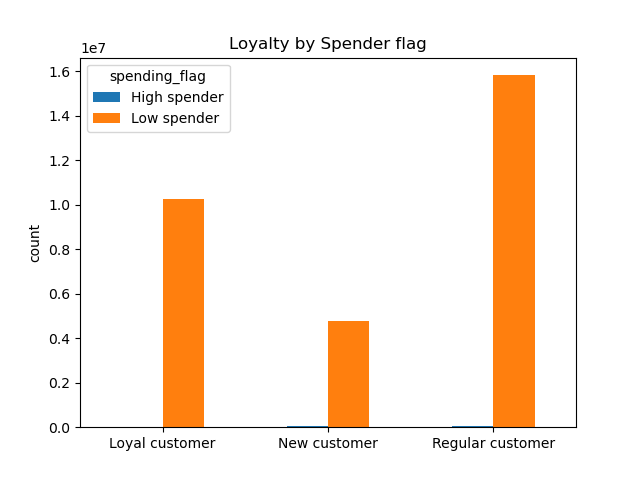 Loyalty by Spender flag
1e7
spending_flag
High spender
Low spender
1.6
1.4
1.2
1.0
0.8
0.6
0.4
0.2
0.0
count
Loyal customer
New customer
Regular customer